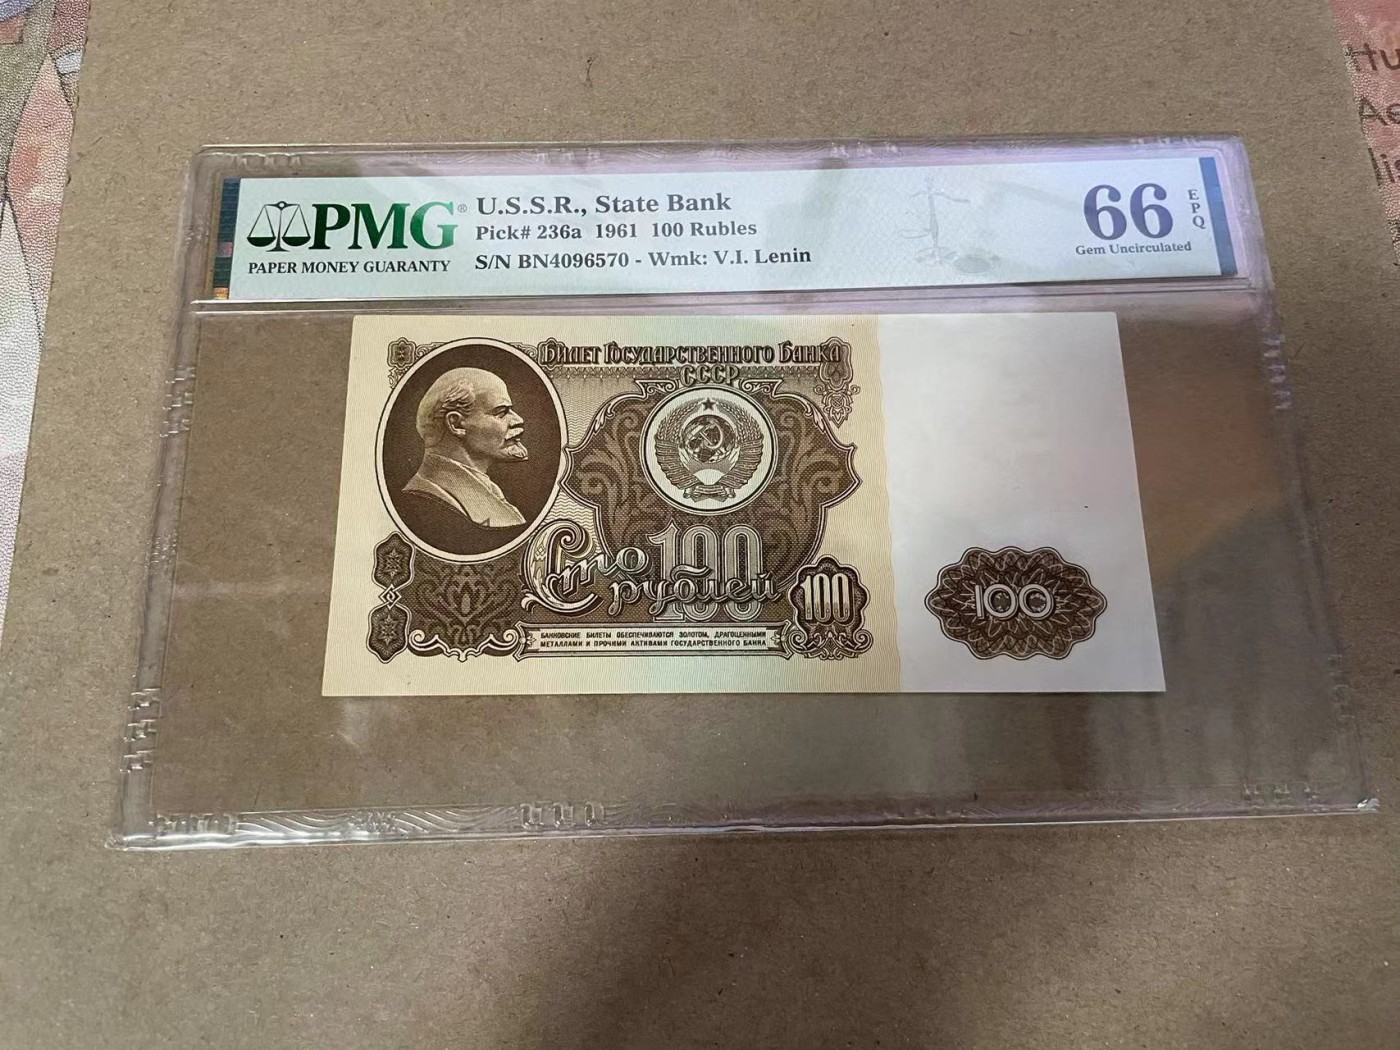 PMG®
PAPER MONEY GUARANTY
U.S.S.R., State Bank
Pick# 236a 1961 100 Rubles
S/N BN4096570 - Wmk: V.I. Lenin
66
EPQ
Gem Uncirculated
Билет Государственного Банка
СССР
Сто 100
рублей
100
100
БАНКОВСКИЕ БИЛЕТЫ ОБЕСПЕЧИВАЮТСЯ ЗОЛОТОМ, ДРАГОЦЕННЫМИ
МЕТАЛЛАМИ И ПРОЧИМИ АКТИВАМИ ГОСУДАРСТВЕННОГО БАНКА